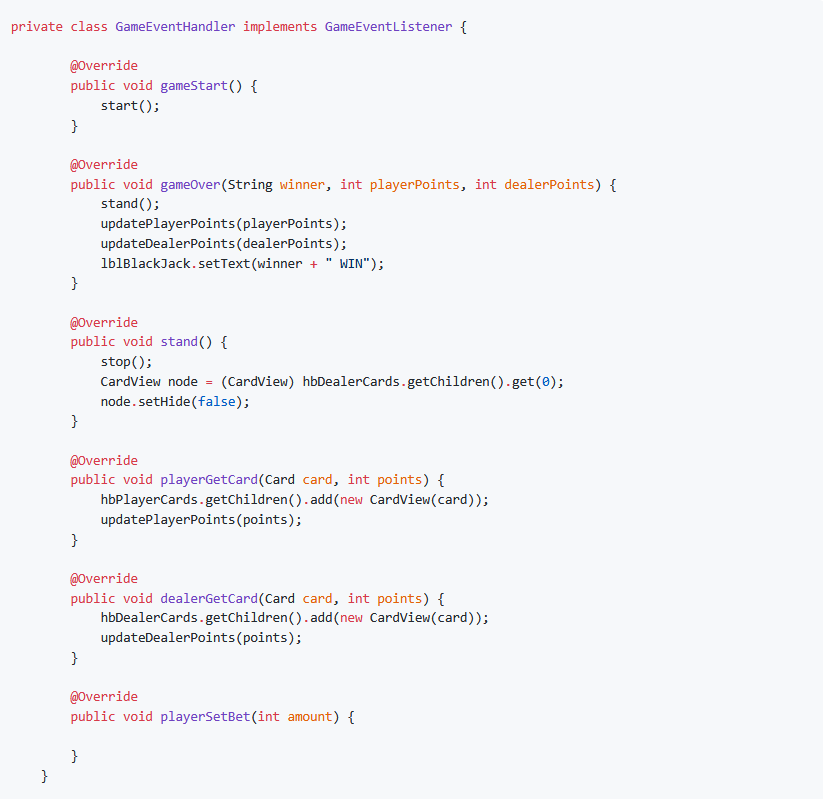 private class GameEventHandler implements GameEventListener {
@Override
public void gameStart() {
start();
}
@Override
public void gameOver(String winner, int playerPoints, int dealerPoints) {
stand();
updatePlayerPoints(playerPoints);
updateDealerPoints(dealerPoints);
lblBlackJack.setText(winner + " WIN");
}
@Override
public void stand() {
stop();
CardView node = (CardView) hbDealerCards.getChildren().get(0);
node.setHide(false);
}
@Override
public void playerGetCard(Card card, int points) {
hbPlayerCards.getChildren().add(new CardView(card));
updatePlayerPoints(points);
}
@Override
public void dealerGetCard(Card card, int points) {
hbDealerCards.getChildren().add(new CardView(card));
updateDealerPoints(points);
}
@Override
public void playerSetBet(int amount) {
}
}